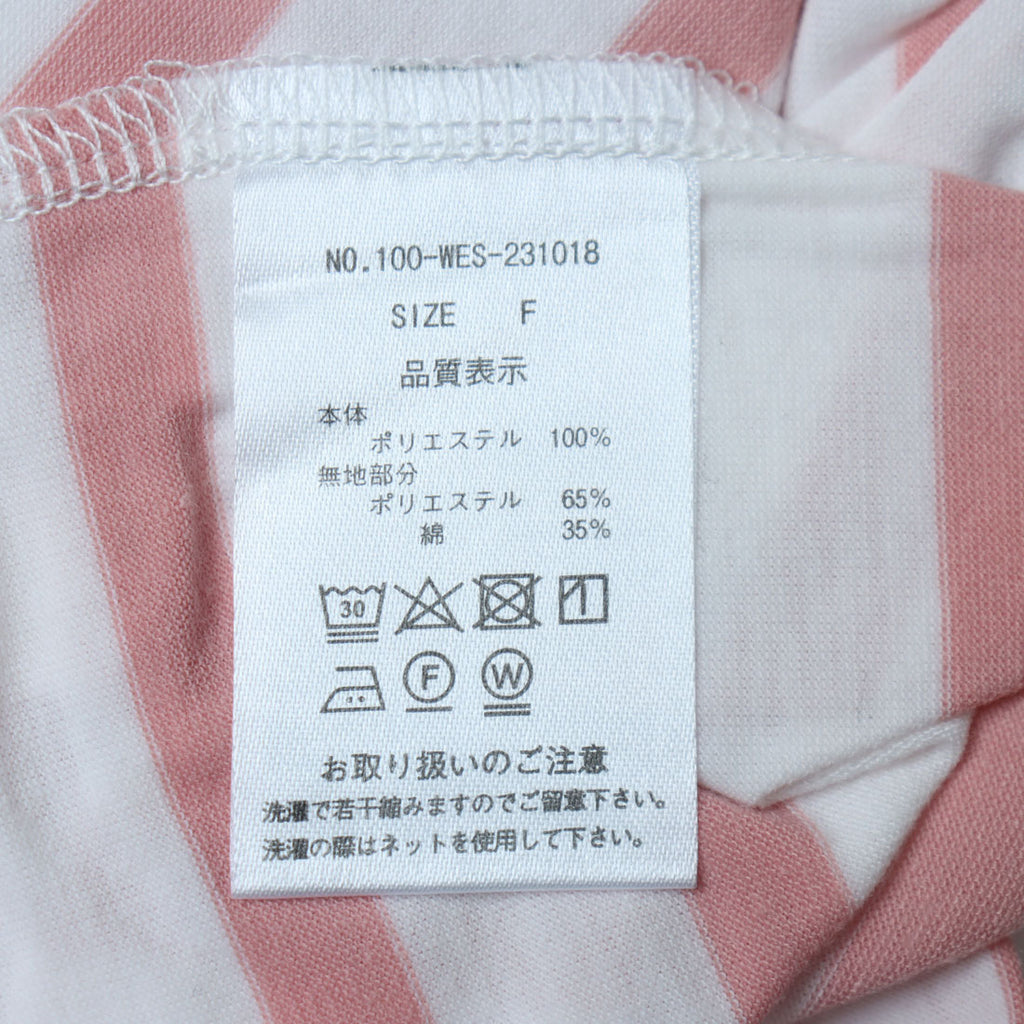 NO.100-WES-231018
SIZE F
品質表示
本体
ポリエステル 100%
無地部分
ポリエステル 65%
綿 35%
30
F W
お取り扱いのご注意
洗濯で若干縮みますのでご留意下さい。
洗濯の際はネットを使用して下さい。